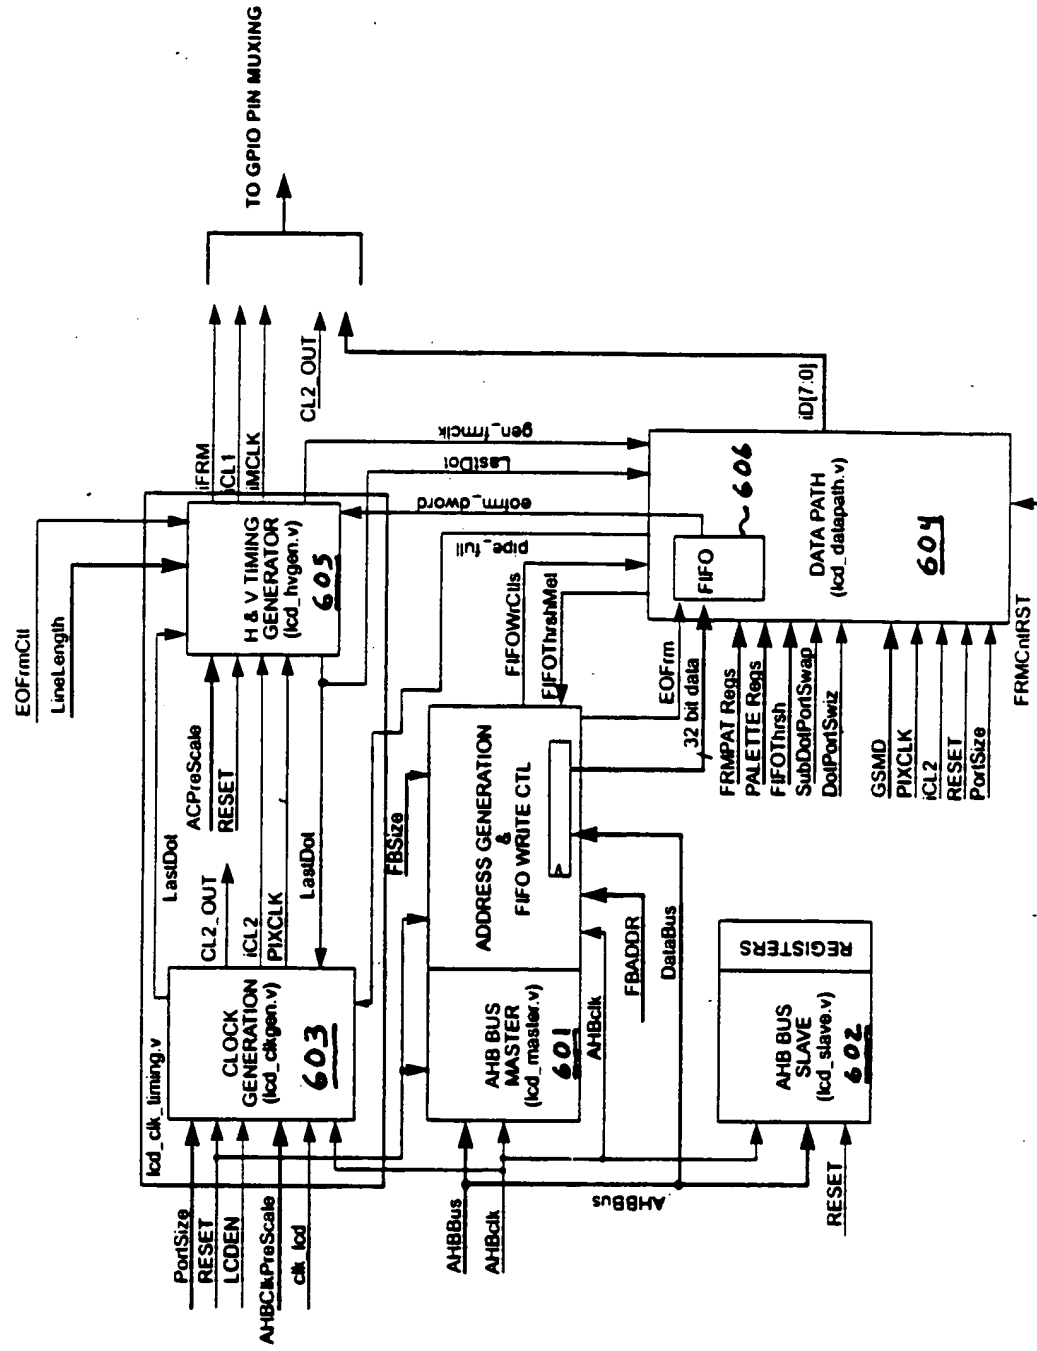 TO GPIO PIN MUXING
EOFrmCtl
LineLength
lcd_clk_timing.v
PortSize
RESET
LCDEN
AHBClkPreScale
clk_lcd
CLOCK
GENERATION
(lcd_clkgen.v)
603
LastDot
CL2_OUT
iCL2
PIXCLK
LastDot
ACPreScale
RESET
H & V TIMING
GENERATOR
(lcd_hvgen.v)
605
iFRM
iCL1
iMCLK
CL2_OUT
gen_frmclk
LastDot
eofrm_dword
pipe_full
FBSize
AHBBus
AHBclk
AHB BUS
MASTER
(lcd_master.v)
601
ADDRESS GENERATION
&
FIFO WRITE CTL
FIFOWrCtls
FIFOThrshMet
EOFrm
32 bit data
AHBclk
FBADDR
DataBus
AHBBus
RESET
AHB BUS
SLAVE
(lcd_slave.v)
602
REGISTERS
FRMPAT Regs
PALETTE Regs
FIFOThrsh
SubDotPortSwap
DotPortSwiz
GSMD
PIXCLK
iCL2
RESET
PortSize
FIFO
606
DATA PATH
(lcd_datapath.v)
604
iD[7:0]
FRMCntRST